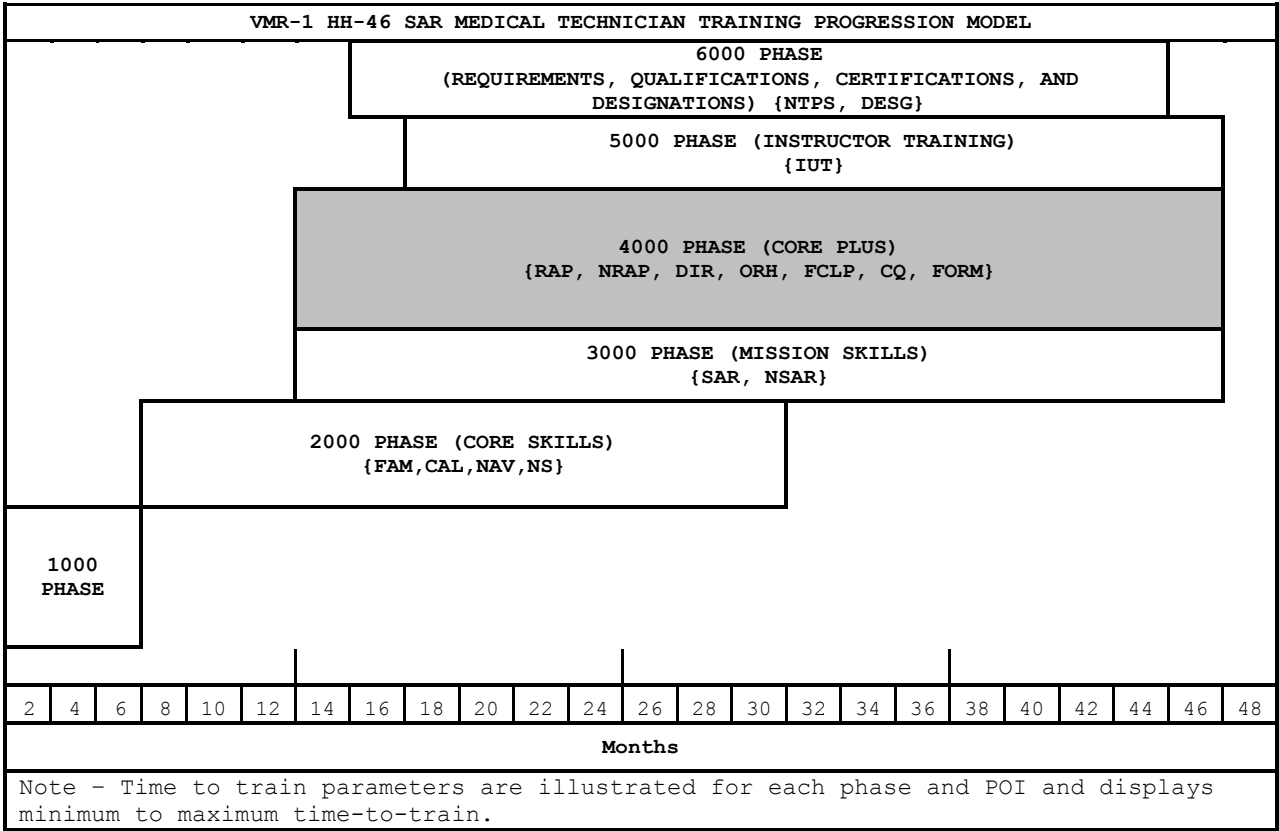 VMR-1 HH-46 SAR MEDICAL TECHNICIAN TRAINING PROGRESSION MODEL
6000 PHASE
(REQUIREMENTS, QUALIFICATIONS, CERTIFICATIONS, AND
DESIGNATIONS) {NTPS, DESG}
5000 PHASE (INSTRUCTOR TRAINING)
{IUT}
4000 PHASE (CORE PLUS)
{RAP, NRAP, DIR, ORH, FCLP, CQ, FORM}
3000 PHASE (MISSION SKILLS)
{SAR, NSAR}
2000 PHASE (CORE SKILLS)
{FAM,CAL,NAV,NS}
1000
PHASE
2 4 6 8 10 12 14 16 18 20 22 24 26 28 30 32 34 36 38 40 42 44 46 48
Months
Note – Time to train parameters are illustrated for each phase and POI and displays
minimum to maximum time-to-train.